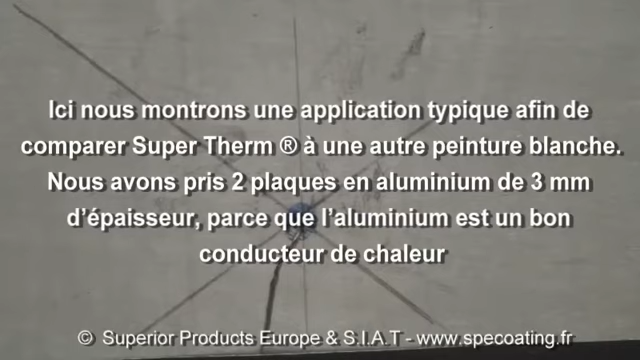 Ici nous montrons une application typique afin de
comparer Super Therm ® à une autre peinture blanche.
Nous avons pris 2 plaques en aluminium de 3 mm
d’épaisseur, parce que l’aluminium est un bon
conducteur de chaleur
© Superior Products Europe & S.I.A.T - www.specoating.fr